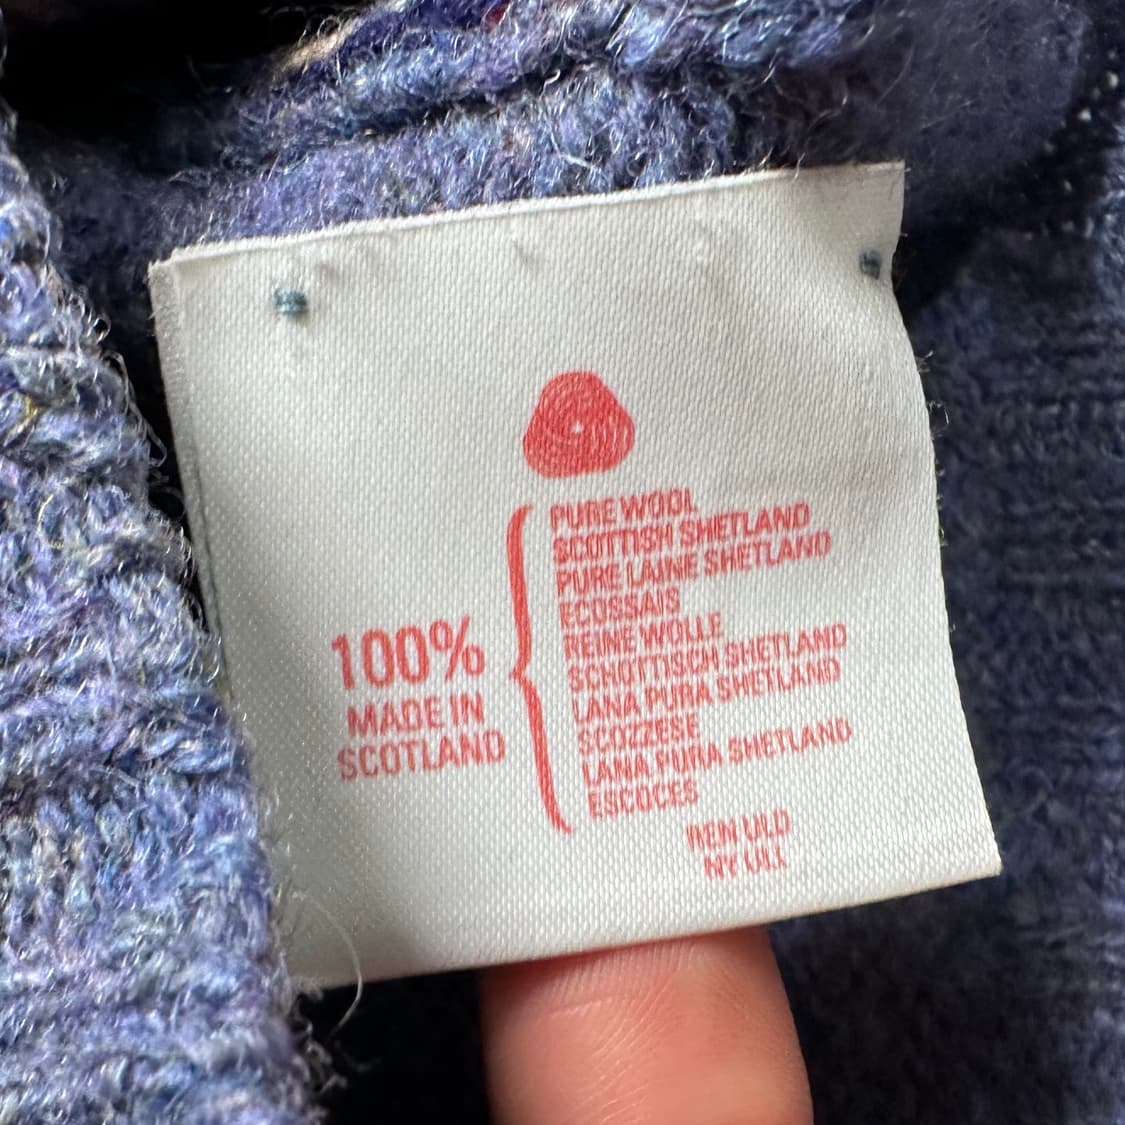 PURE WOOL
SCOTTISH SHETLAND
PURE LAINE SHETLAND
ECOSSAIS
REINE WOLLE
SCHOTTISCH SHETLAND
LANA PURA SHETLAND
SCOZZESE
LANA PURA SHETLAND
ESCOCES
100%
MADE IN
SCOTLAND
REN ULD
NY ULL